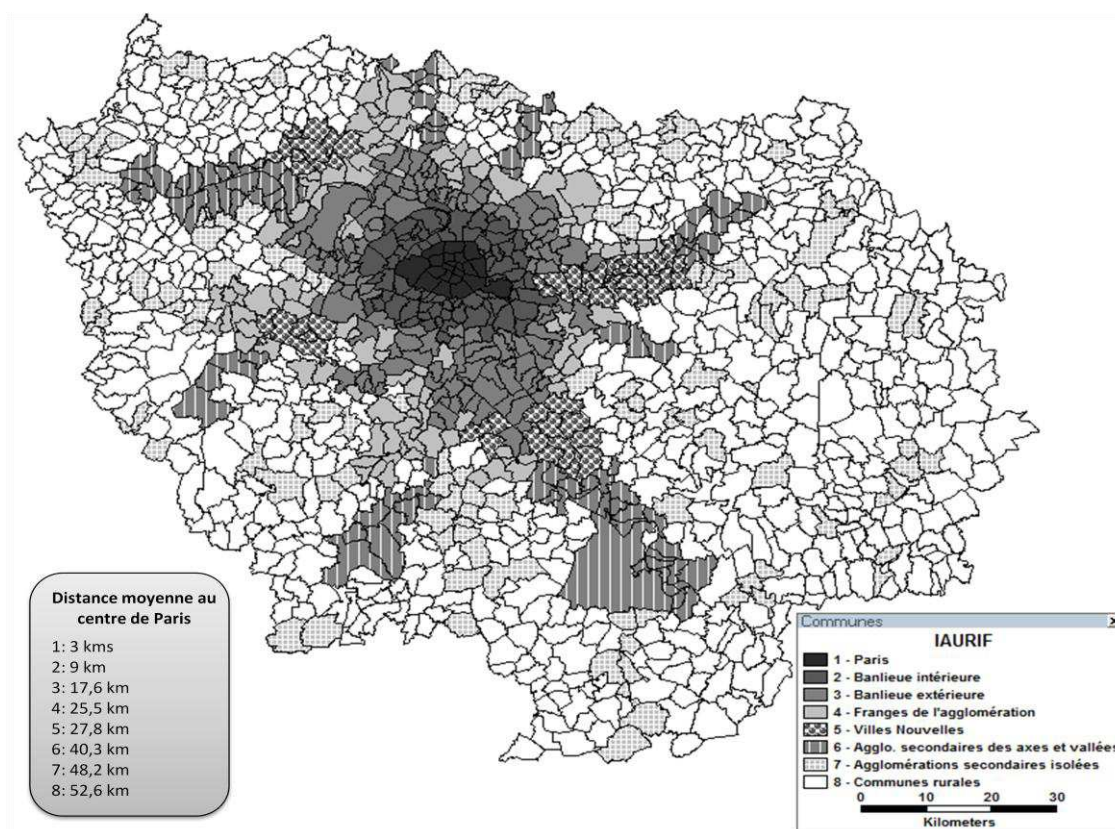 Distance moyenne au
centre de Paris
1: 3 kms
2: 9 km
3: 17,6 km
4: 25,5 km
5: 27,8 km
6: 40,3 km
7: 48,2 km
8: 52,6 km
Communes
IAURIF
1 - Paris
2 - Banlieue intérieure
3 - Banlieue extérieure
4 - Franges de l'agglomération
5 - Villes Nouvelles
6 - Agglo. secondaires des axes et vallées
7 - Agglomérations secondaires isolées
8 - Communes rurales
0 10 20 30
Kilometers